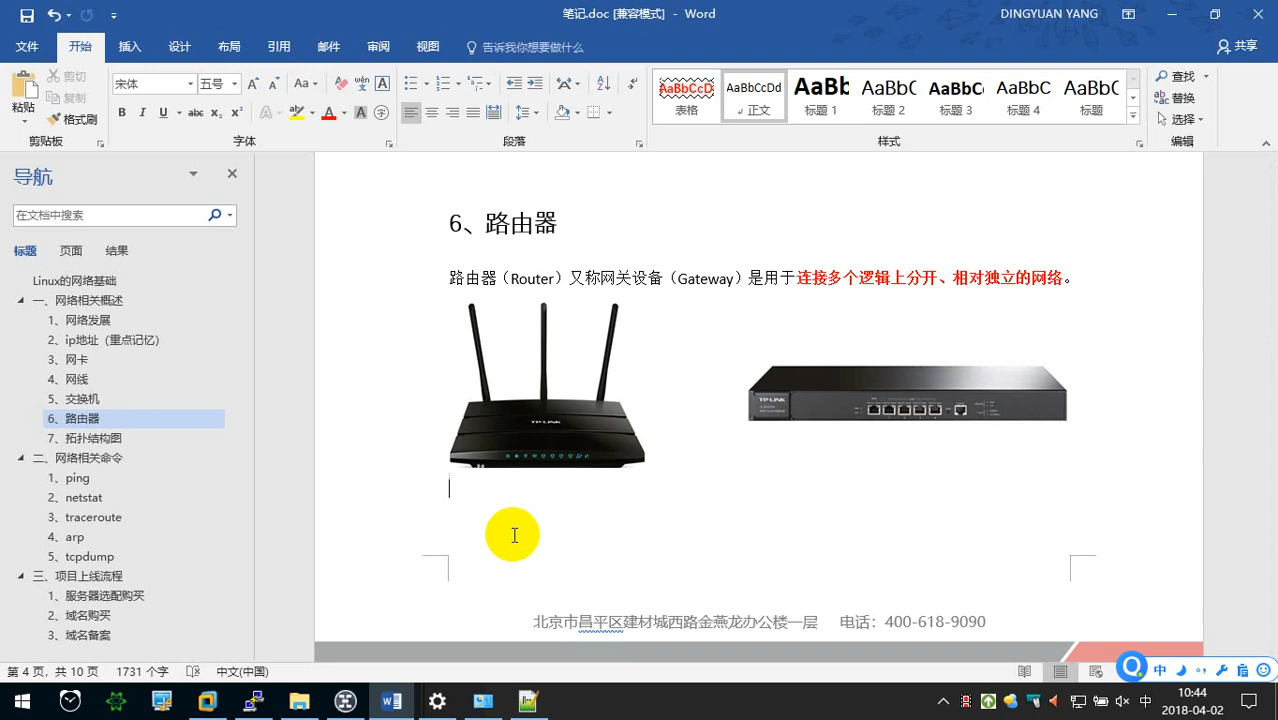 笔记.doc [兼容模式] - Word
DINGYUAN YANG
文件
开始
插入
设计
布局
引用
邮件
审阅
视图
告诉我你想要做什么
共享
粘贴
剪切
复制
格式刷
剪贴板
宋体
五号
字体
段落
AaBbCcD
表格
AaBbCcDd
正文
AaBb
标题 1
AaBbC
标题 2
AaBbC
标题 3
AaBbC
标题 4
AaBbC
标题
样式
查找
替换
选择
编辑
导航
在文档中搜索
标题
页面
结果
Linux的网络基础
一、网络相关概述
1、网络发展
2、ip地址（重点记忆）
3、网卡
4、网线
5、交换机
6、路由器
7、拓扑结构图
二、网络相关命令
1、ping
2、netstat
3、traceroute
4、arp
5、tcpdump
三、项目上线流程
1、服务器选配购买
2、域名购买
3、域名备案
6、路由器
路由器（Router）又称网关设备（Gateway）是用于连接多个逻辑上分开、相对独立的网络。
TP-LINK
TP-LINK
北京市昌平区建材城西路金燕龙办公楼一层 电话：400-618-9090
第 4 页，共 10 页
1731 个字
中文(中国)
中
中
10:44
2018-04-02